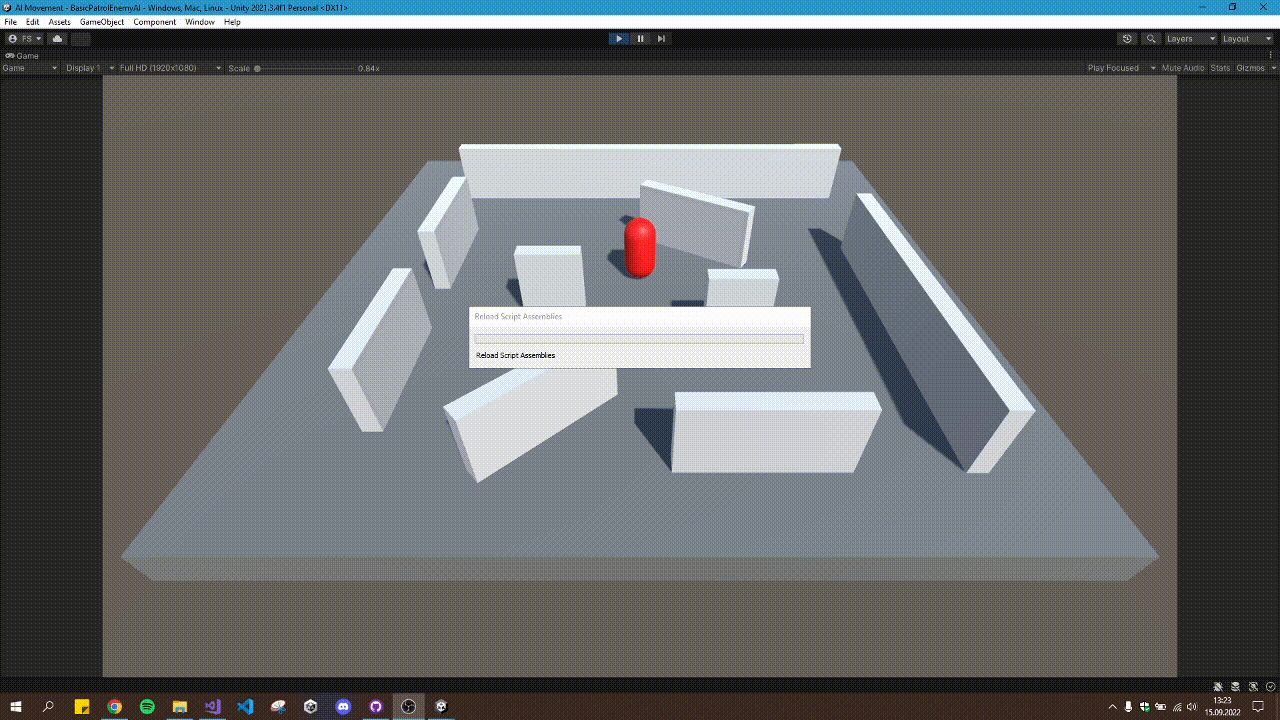 AI Movement - BasicPatrolEnemyAI - Windows, Mac, Linux - Unity 2021.3.4f1 Personal <DX11>
File Edit Assets GameObject Component Window Help
FS Layers Layout
Game
Game Display 1 Full HD (1920x1080) Scale 0.84x Play Focused Mute Audio Stats Gizmos
Reload Script Assemblies
Reload Script Assemblies
13:23
15.09.2022